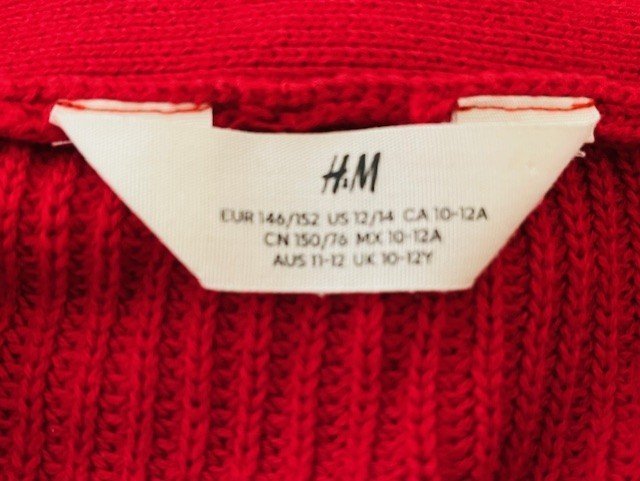 H&M
EUR 146/152 US 12/14 CA 10-12A
CN 150/76 MX 10-12A
AUS 11-12 UK 10-12Y